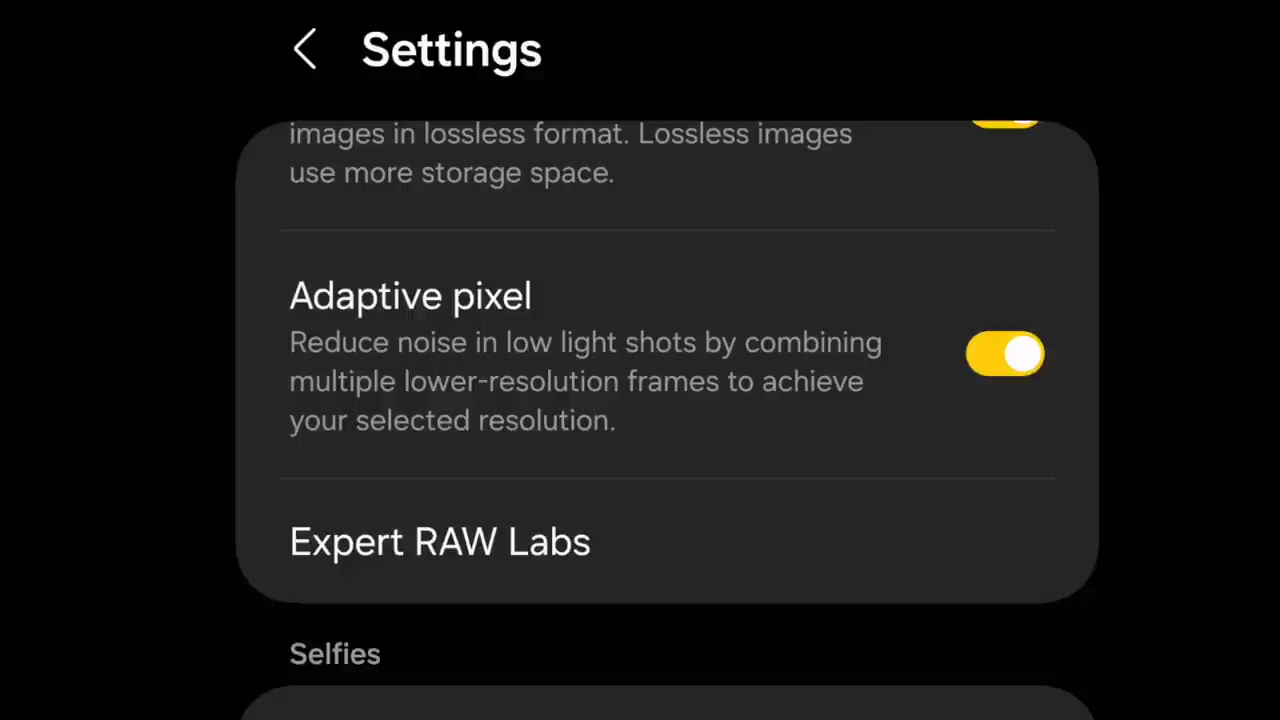 Settings
images in lossless format. Lossless images
use more storage space.
Adaptive pixel
Reduce noise in low light shots by combining
multiple lower-resolution frames to achieve
your selected resolution.
Expert RAW Labs
Selfies